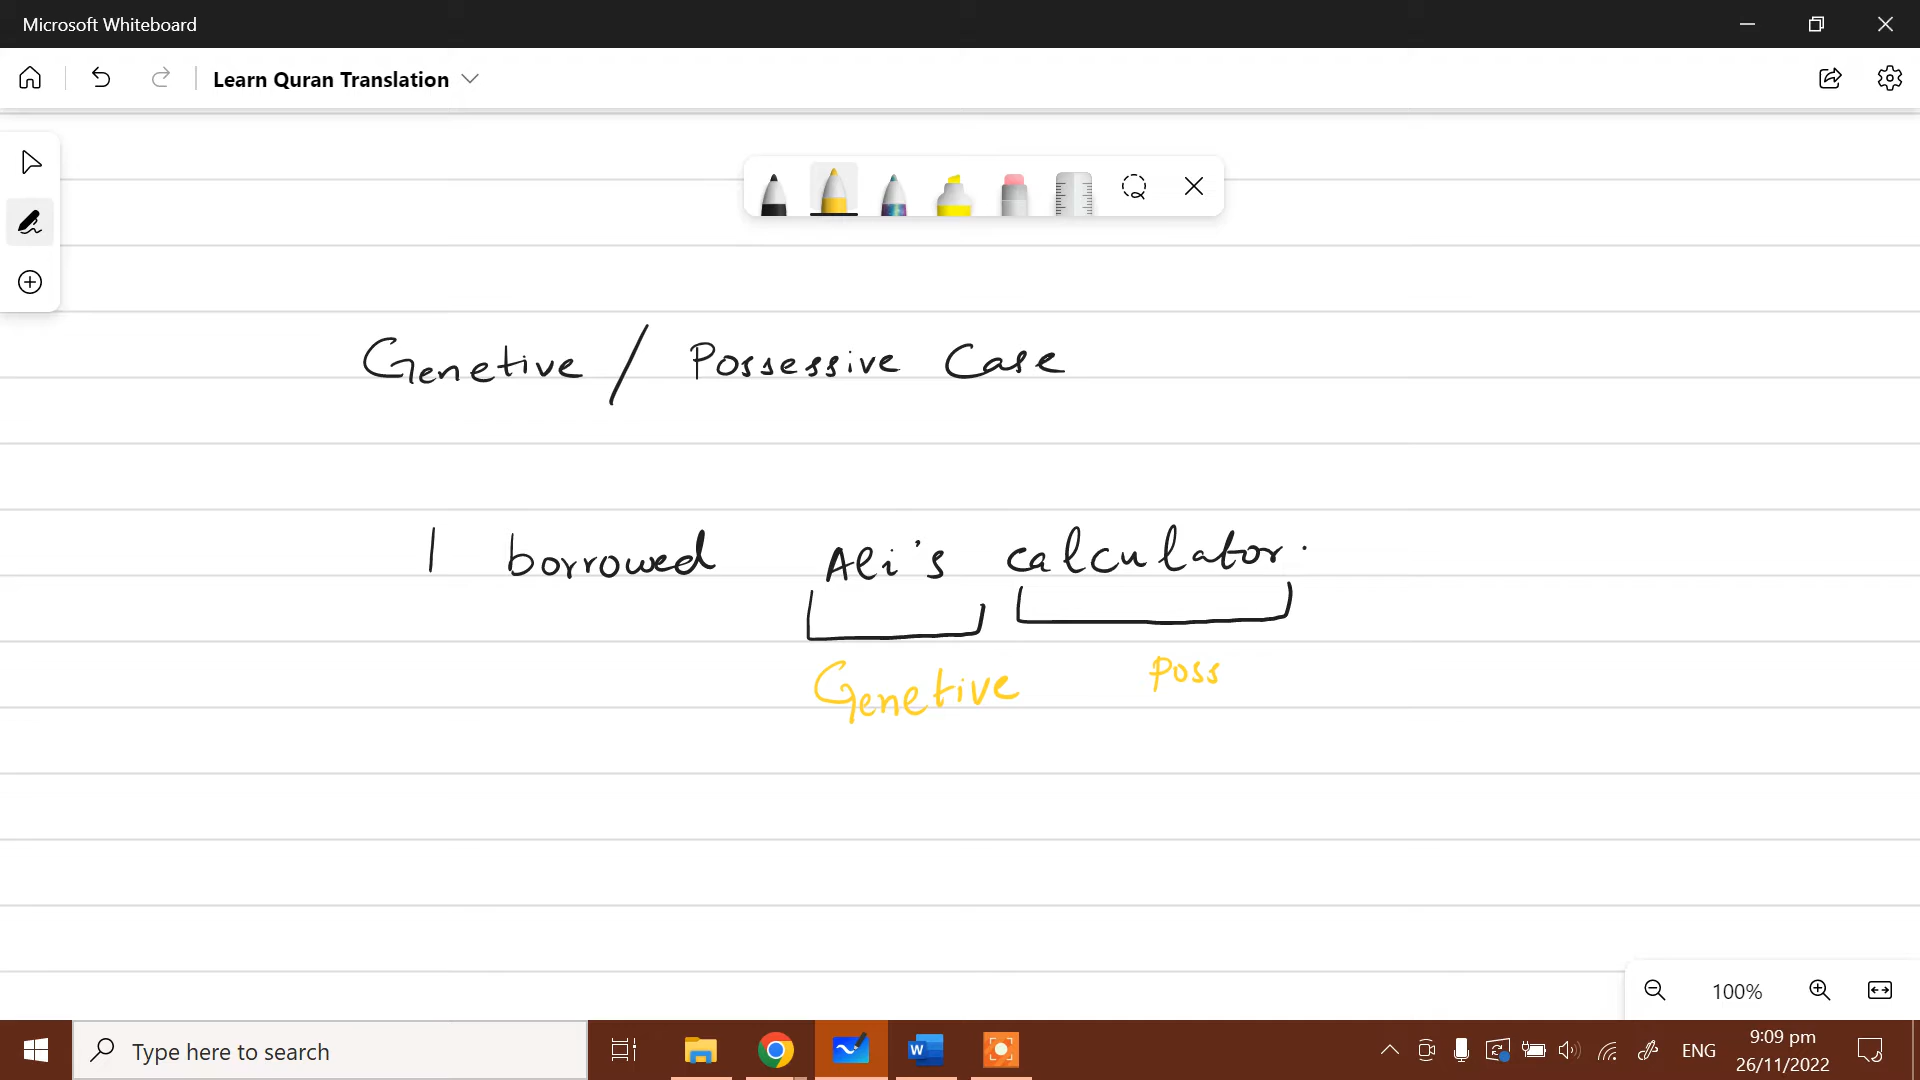 Microsoft Whiteboard
Learn Quran Translation
Genetive / Possessive Case
I borrowed Ali's calculator.
Genetive Poss
100%
Type here to search
W
ENG
9:09 pm
26/11/2022